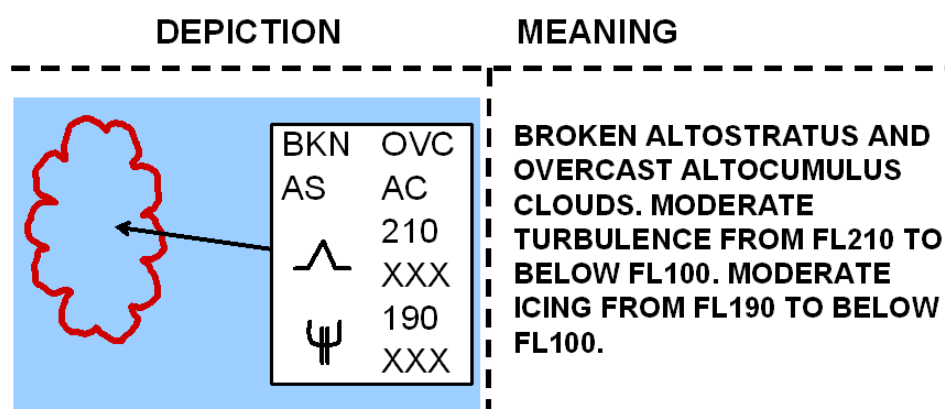 DEPICTION MEANING
BKN OVC
AS AC
210
XXX
190
XXX
BROKEN ALTOSTRATUS AND
OVERCAST ALTOCUMULUS
CLOUDS. MODERATE
TURBULENCE FROM FL210 TO
BELOW FL100. MODERATE
ICING FROM FL190 TO BELOW
FL100.